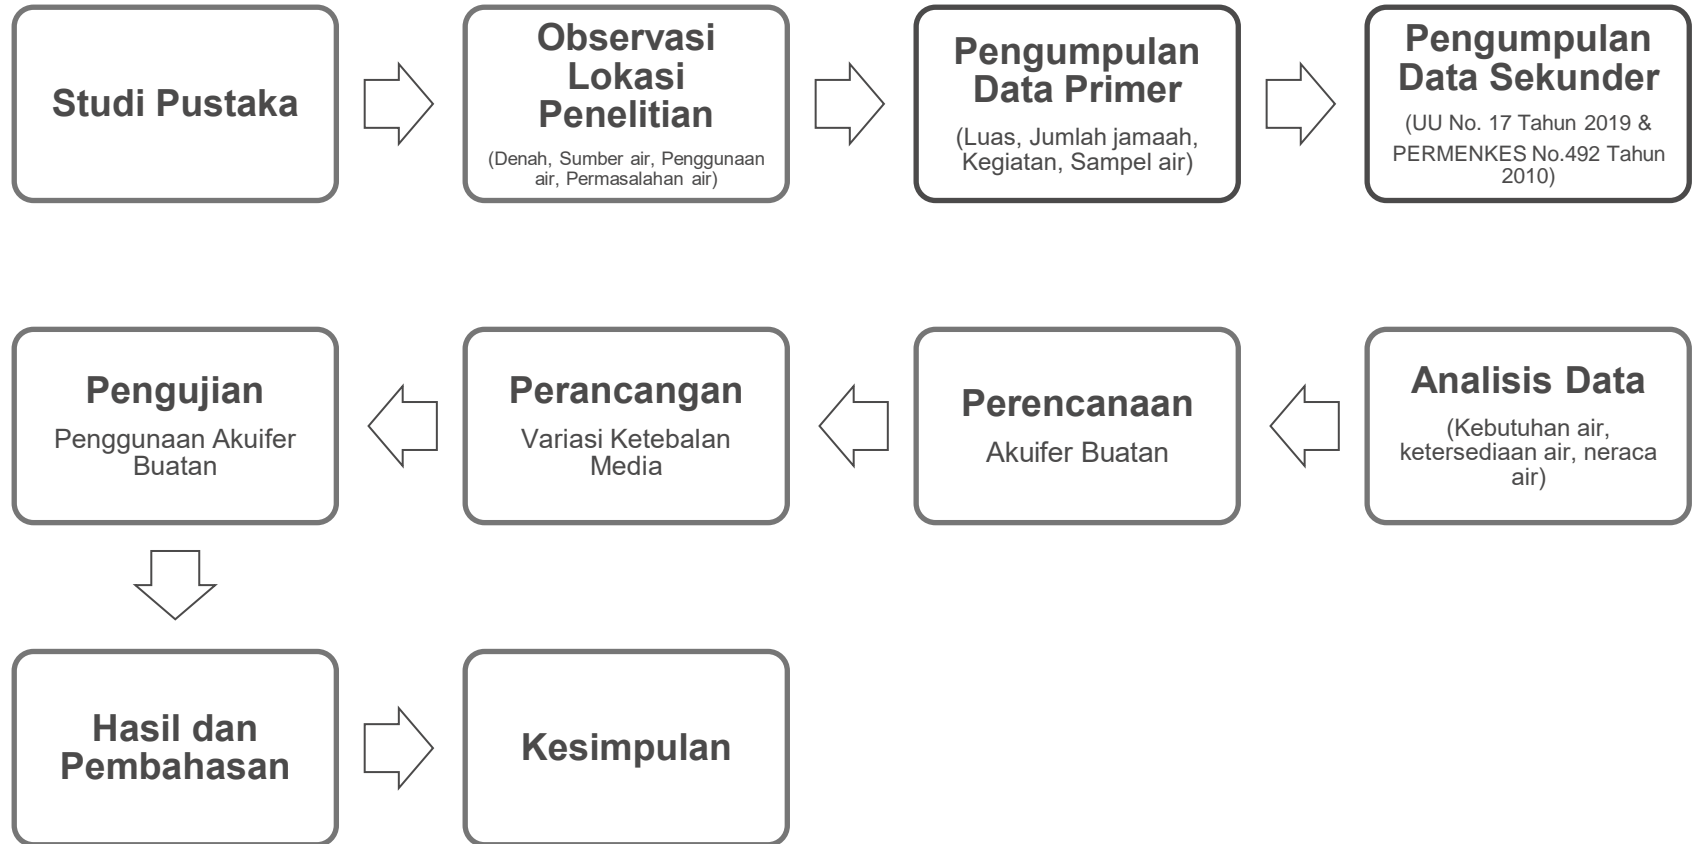 Studi Pustaka
Observasi
Lokasi
Penelitian
(Denah, Sumber air, Penggunaan
air, Permasalahan air)
Pengumpulan
Data Primer
(Luas, Jumlah jamaah,
Kegiatan, Sampel air)
Pengumpulan
Data Sekunder
(UU No. 17 Tahun 2019 &
PERMENKES No.492 Tahun
2010)
Analisis Data
(Kebutuhan air,
ketersediaan air, neraca
air)
Perencanaan
Akuifer Buatan
Perancangan
Variasi Ketebalan
Media
Pengujian
Penggunaan Akuifer
Buatan
Hasil dan
Pembahasan
Kesimpulan